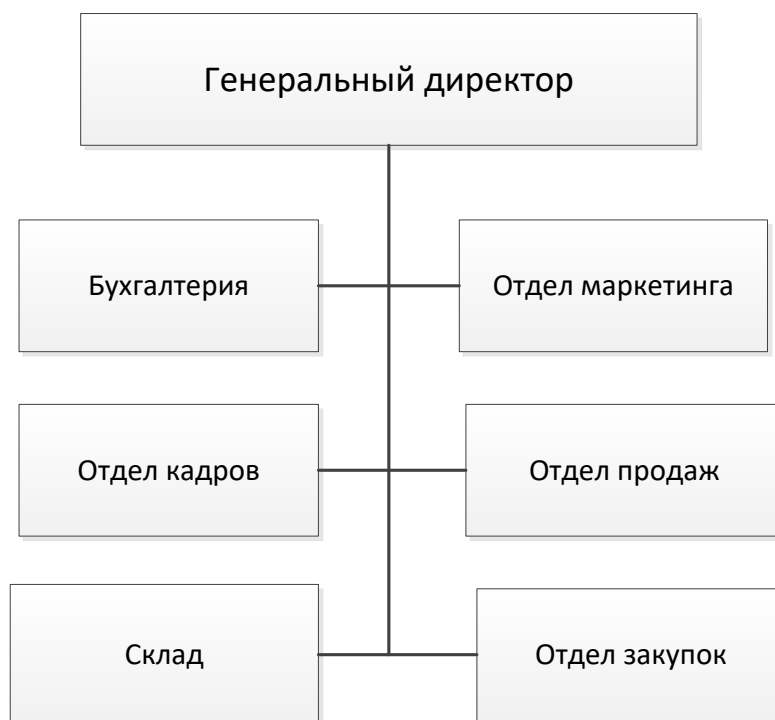 Генеральный директор
Бухгалтерия
Отдел маркетинга
Отдел кадров
Отдел продаж
Склад
Отдел закупок